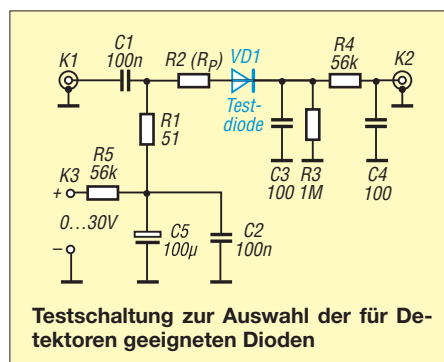 K1
C1
100n
R2 (R_P)
VD1
Test-
diode
R4
56k
K2
R1
51
C3
100
R3
1M
C4
100
K3
+
R5
56k
0...30V
–
C5
100µ
C2
100n
Testschaltung zur Auswahl der für De-
tektoren geeigneten Dioden